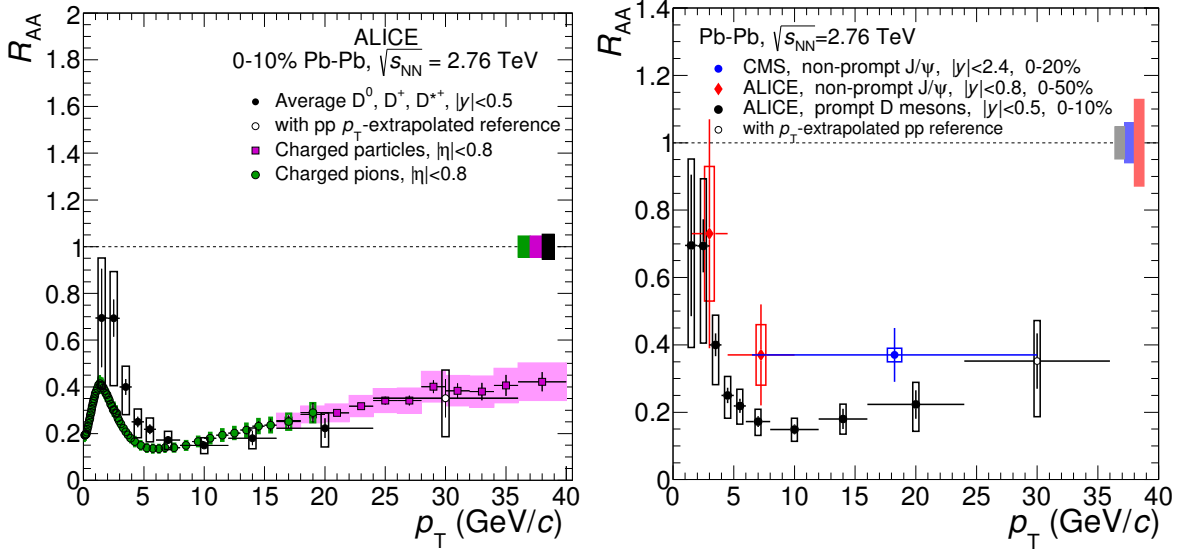 R_AA
2
1.8
1.6
1.4
1.2
1
0.8
0.6
0.4
0.2
0
0 5 10 15 20 25 30 35 40
p_T (GeV/c)
ALICE
0-10% Pb-Pb, √s_NN = 2.76 TeV
Average D⁰, D⁺, D*⁺, |y|<0.5
with pp p_T-extrapolated reference
Charged particles, |η|<0.8
Charged pions, |η|<0.8
R_AA
1.4
1.2
1
0.8
0.6
0.4
0.2
0
0 5 10 15 20 25 30 35 40
p_T (GeV/c)
Pb-Pb, √s_NN=2.76 TeV
CMS, non-prompt J/ψ, |y|<2.4, 0-20%
ALICE, non-prompt J/ψ, |y|<0.8, 0-50%
ALICE, prompt D mesons, |y|<0.5, 0-10%
with p_T-extrapolated pp reference